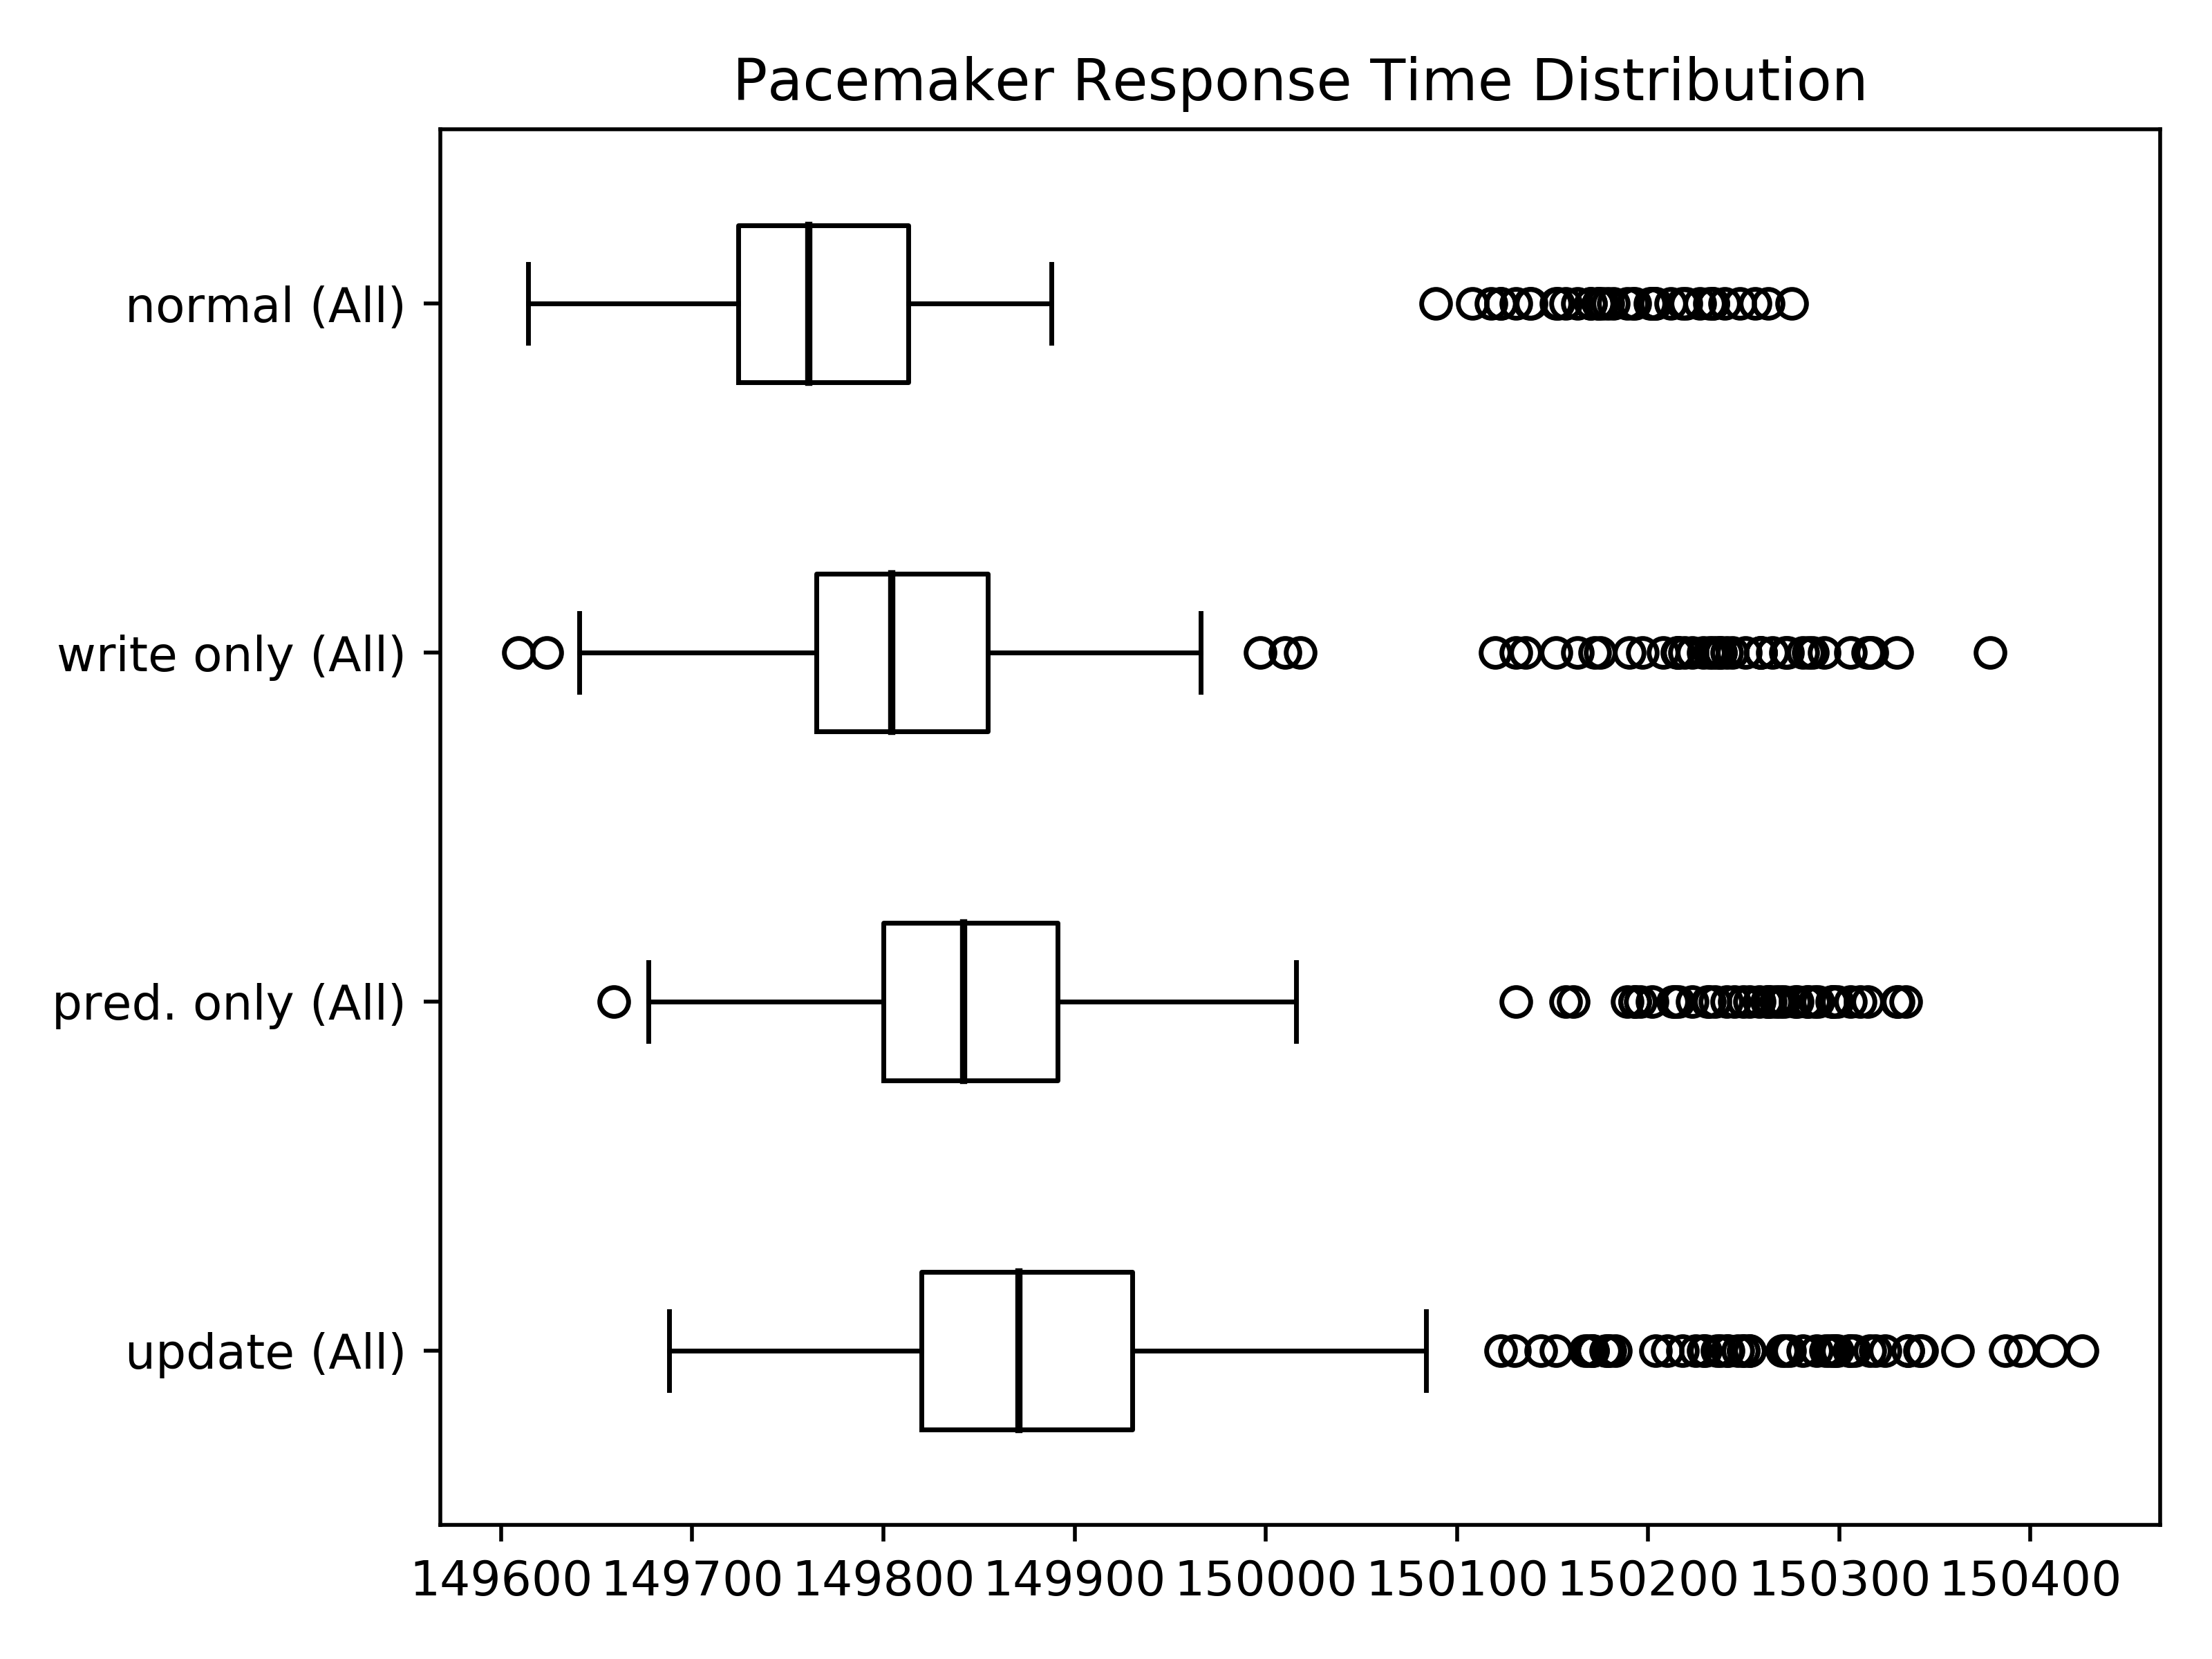 Pacemaker Response Time Distribution
normal (All)
write only (All)
pred. only (All)
update (All)
149600 149700 149800 149900 150000 150100 150200 150300 150400